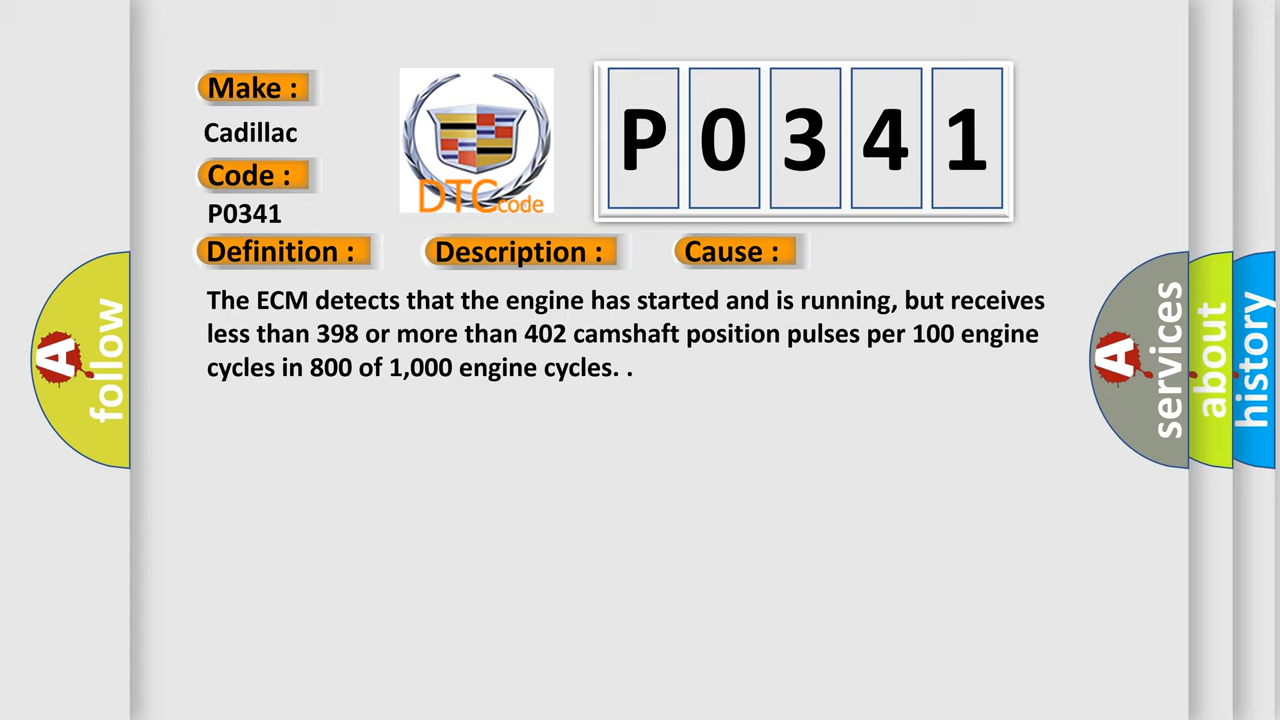 Make :
Cadillac
Code :
P0341
DTC code
P 0 3 4 1
Definition :
Description :
Cause :
The ECM detects that the engine has started and is running, but receives
less than 398 or more than 402 camshaft position pulses per 100 engine
cycles in 800 of 1,000 engine cycles. .
A follow
A services
about
history